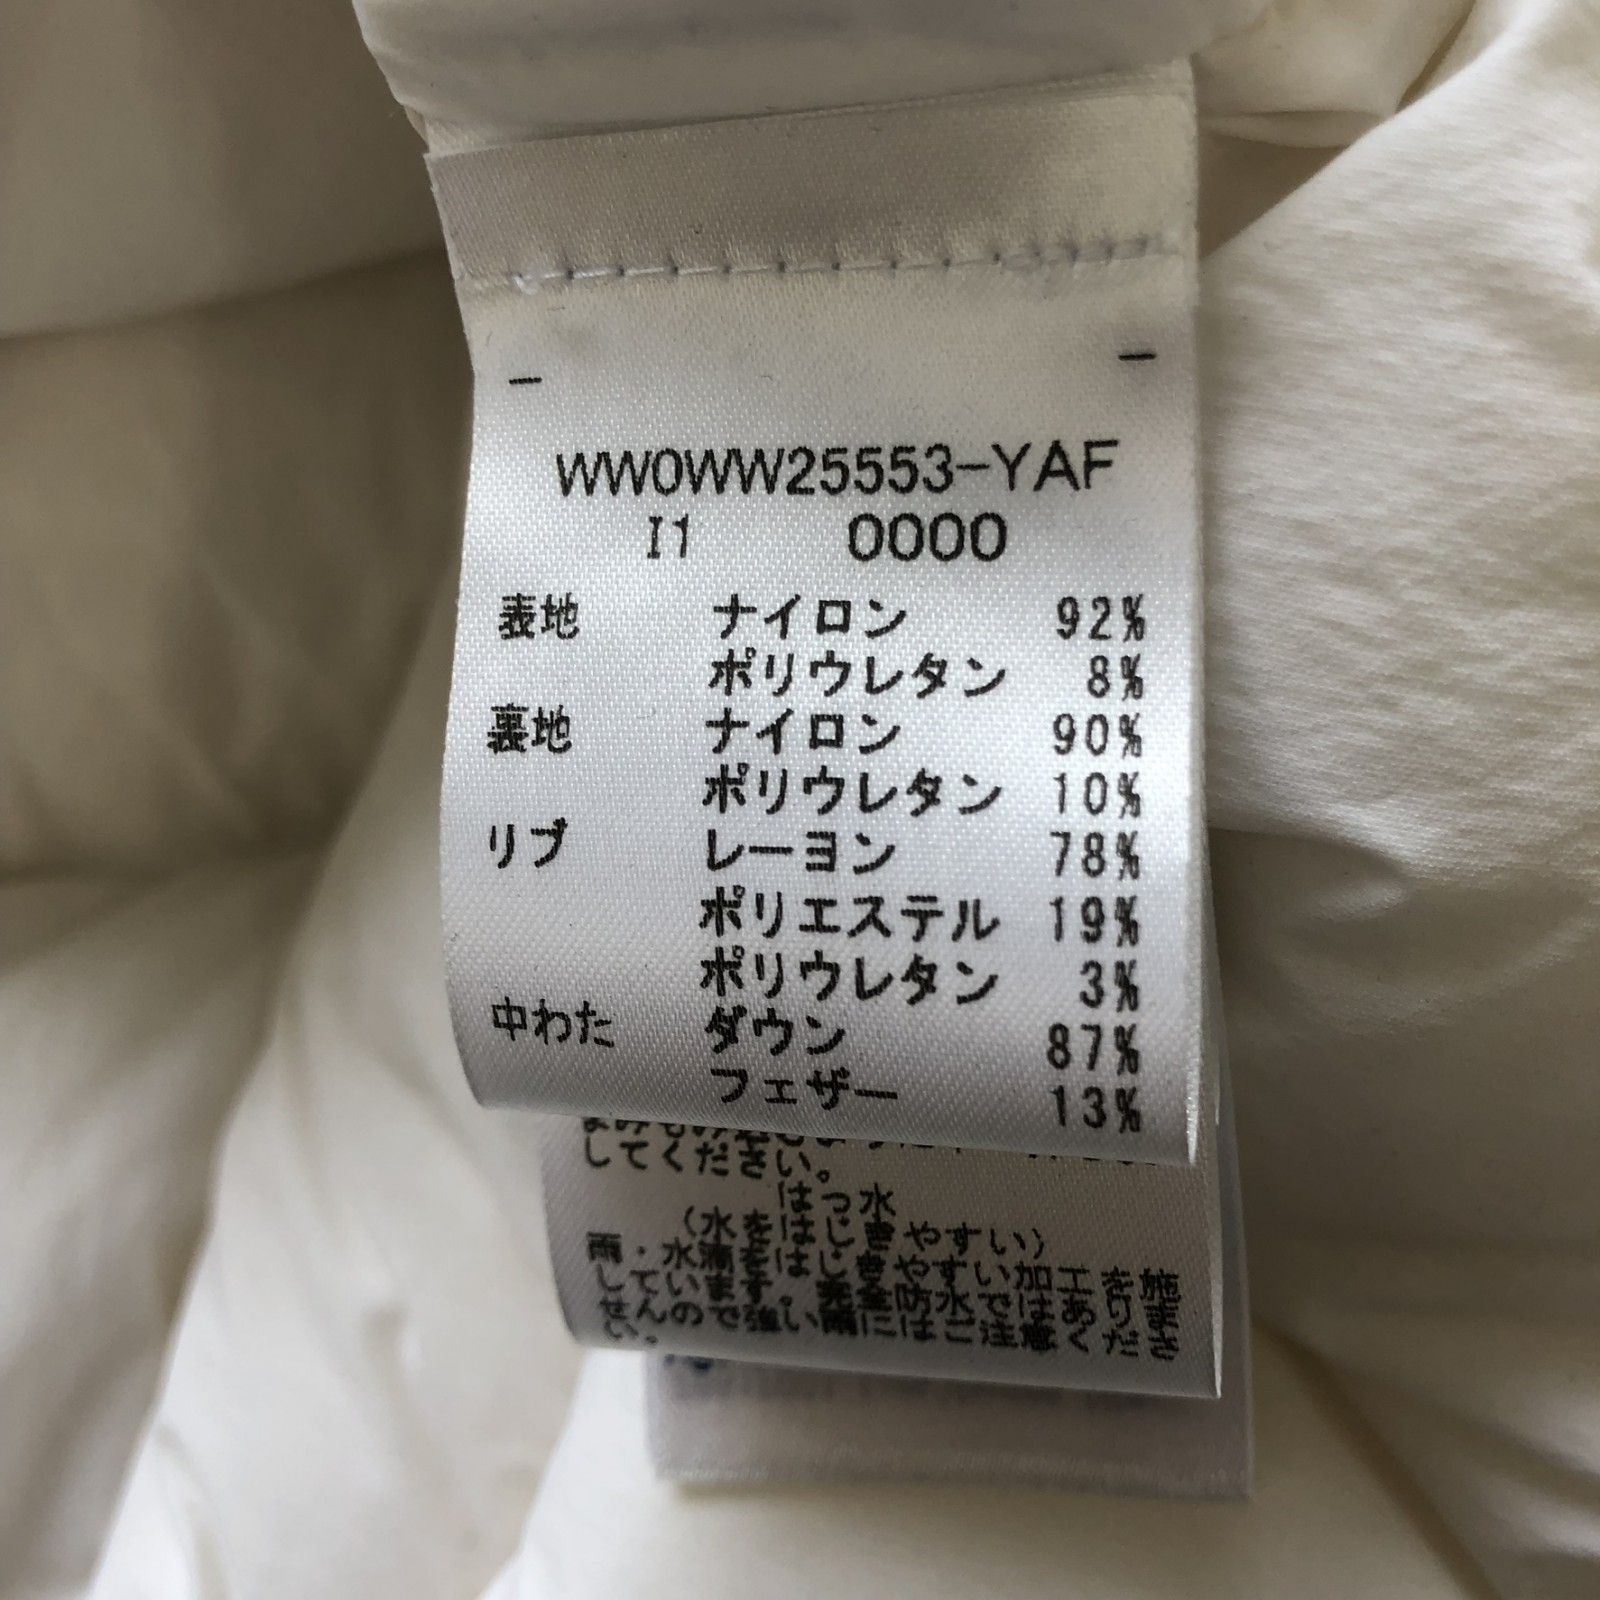 WW0WW25553-YAF
I1 0000
表地 ナイロン 92%
ポリウレタン 8%
裏地 ナイロン 90%
ポリウレタン 10%
リブ レーヨン 78%
ポリエステル 19%
ポリウレタン 3%
中わた ダウン 87%
フェザー 13%
してください。
はっ水
(水をはじきやすい)
雨・水滴をはじきやすい加工を施
しています。完全防水ではありま
せんので強い雨にはご注意くださ
い。